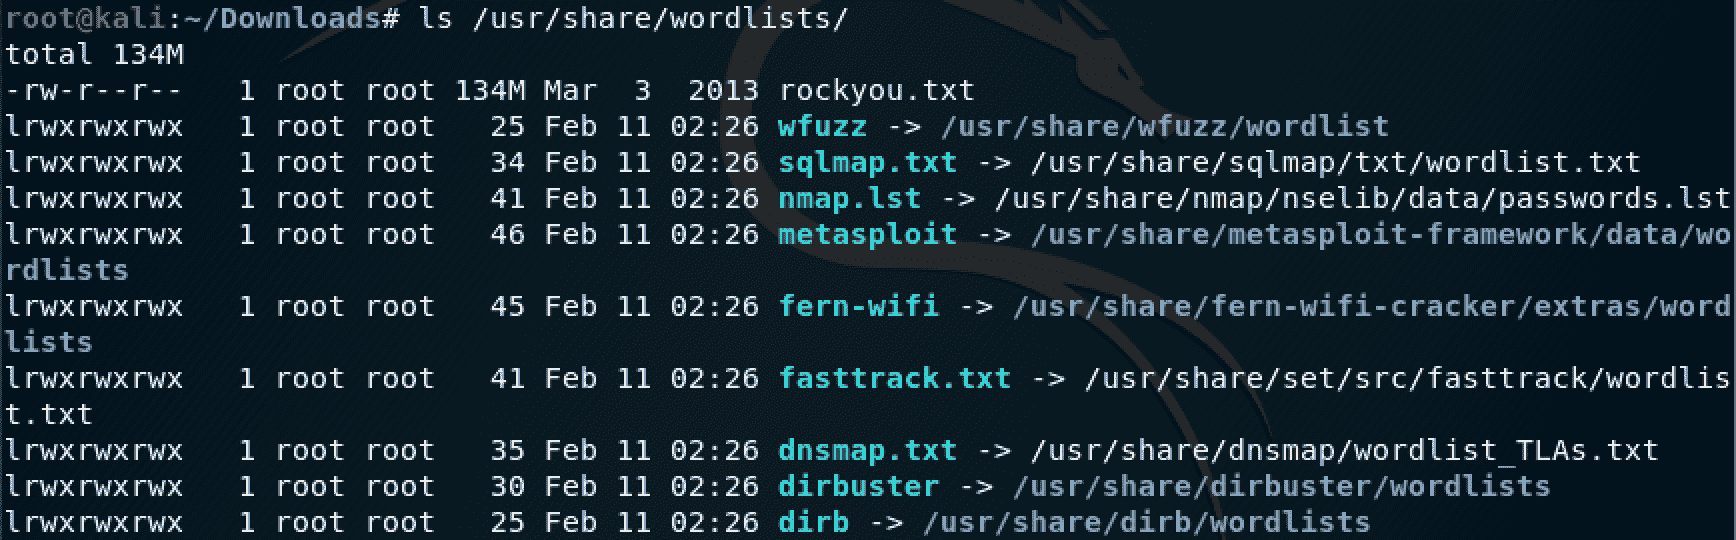 root@kali:~/Downloads# ls /usr/share/wordlists/
total 134M
-rw-r--r--   1 root root 134M Mar  3  2013 rockyou.txt
lrwxrwxrwx   1 root root   25 Feb 11 02:26 wfuzz -> /usr/share/wfuzz/wordlist
lrwxrwxrwx   1 root root   34 Feb 11 02:26 sqlmap.txt -> /usr/share/sqlmap/txt/wordlist.txt
lrwxrwxrwx   1 root root   41 Feb 11 02:26 nmap.lst -> /usr/share/nmap/nselib/data/passwords.lst
lrwxrwxrwx   1 root root   46 Feb 11 02:26 metasploit -> /usr/share/metasploit-framework/data/wo
rdlists
lrwxrwxrwx   1 root root   45 Feb 11 02:26 fern-wifi -> /usr/share/fern-wifi-cracker/extras/word
lists
lrwxrwxrwx   1 root root   41 Feb 11 02:26 fasttrack.txt -> /usr/share/set/src/fasttrack/wordlis
t.txt
lrwxrwxrwx   1 root root   35 Feb 11 02:26 dnsmap.txt -> /usr/share/dnsmap/wordlist_TLAs.txt
lrwxrwxrwx   1 root root   30 Feb 11 02:26 dirbuster -> /usr/share/dirbuster/wordlists
lrwxrwxrwx   1 root root   25 Feb 11 02:26 dirb -> /usr/share/dirb/wordlists